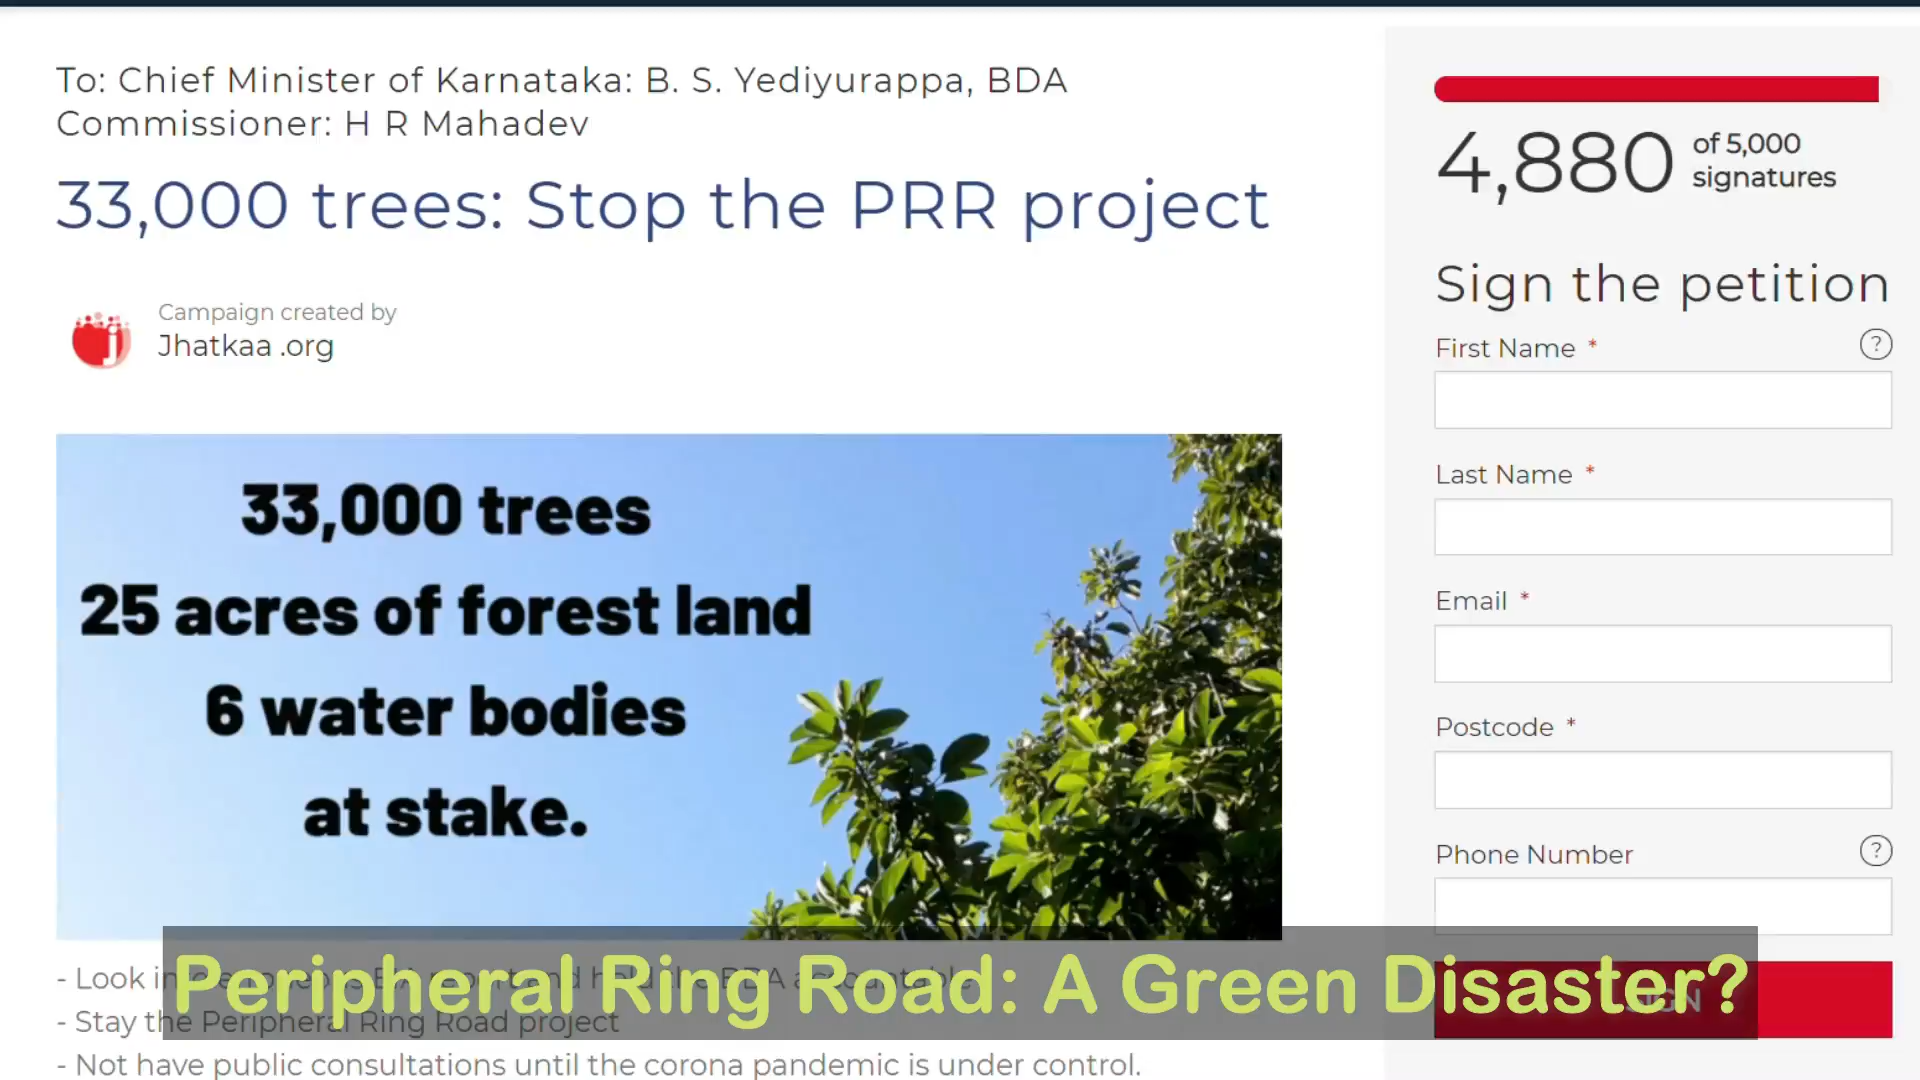 To: Chief Minister of Karnataka: B. S. Yediyurappa, BDA
Commissioner: H R Mahadev
33,000 trees: Stop the PRR project
Campaign created by
Jhatkaa .org
33,000 trees
25 acres of forest land
6 water bodies
at stake.
- Look
- Stay the Peripheral Ring Road project
- Not have public consultations until the corona pandemic is under control.
Peripheral Ring Road: A Green Disaster?
4,880 of 5,000
signatures
Sign the petition
First Name *
?
Last Name *
Email *
Postcode *
Phone Number
?
SIGN